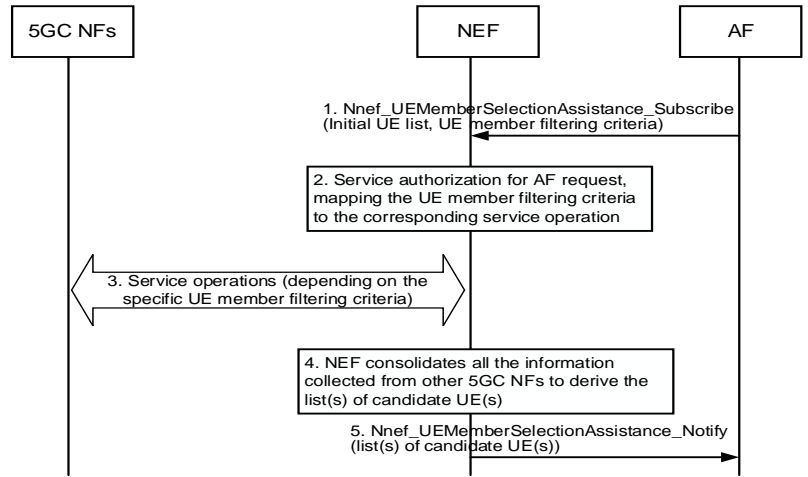 5GC NFs
NEF
AF
1. Nnef_UEMemberSelectionAssistance_Subscribe
(Initial UE list, UE member filtering criteria)
2. Service authorization for AF request,
mapping the UE member filtering criteria
to the corresponding service operation
3. Service operations (depending on the
specific UE member filtering criteria)
4. NEF consolidates all the information
collected from other 5GC NFs to derive the
list(s) of candidate UE(s)
5. Nnef_UEMemberSelectionAssistance_Notify
(list(s) of candidate UE(s))